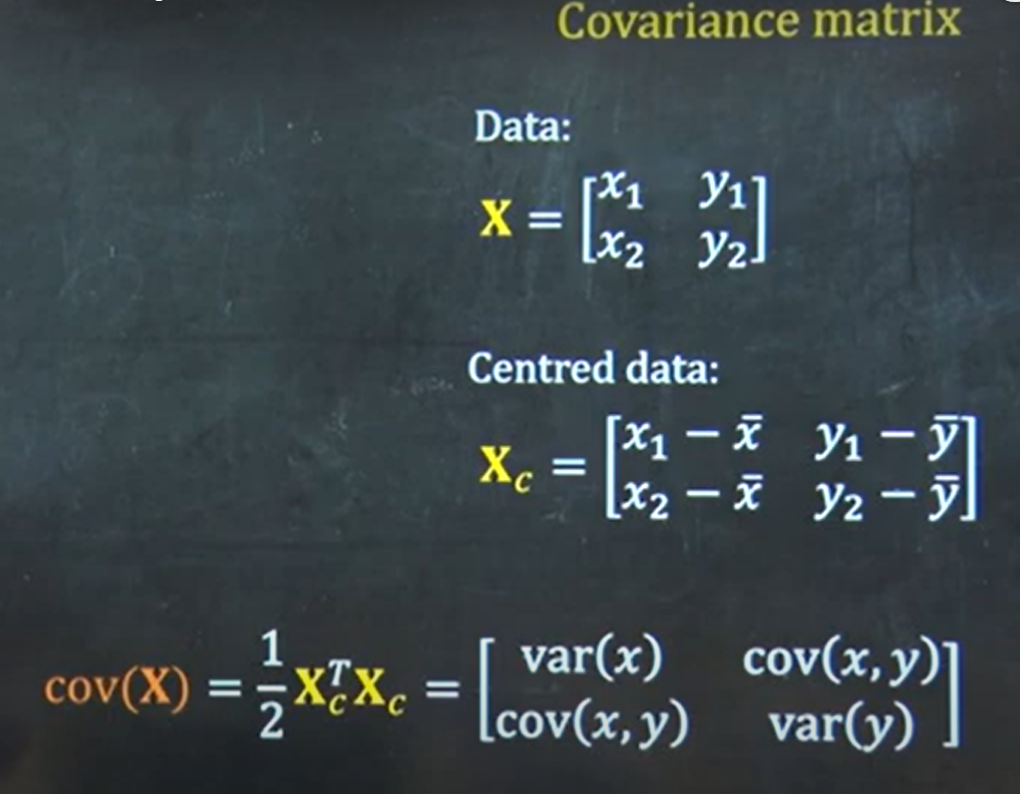 Covariance matrix
Data:
X = [x₁ y₁
x₂ y₂]
Centred data:
X_c = [x₁ − x̄ y₁ − ȳ
x₂ − x̄ y₂ − ȳ]
cov(X) = 1/2 X_c^T X_c = [var(x) cov(x, y)
cov(x, y) var(y)]